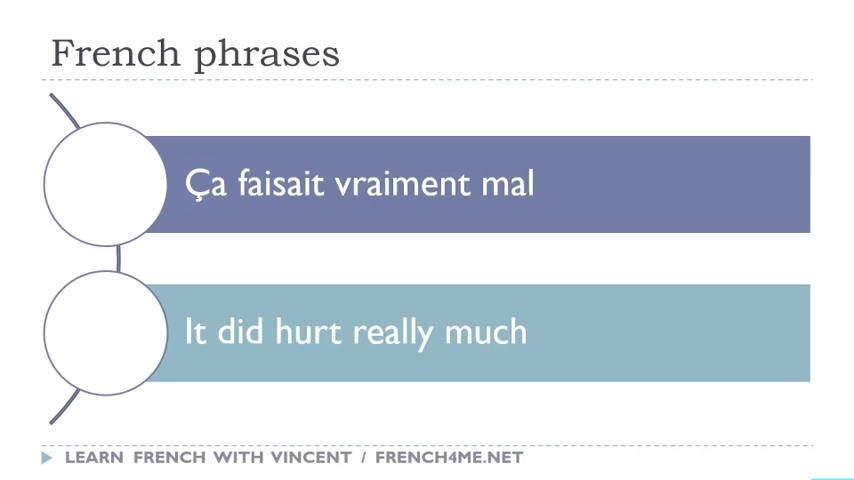 French phrases
Ça faisait vraiment mal
It did hurt really much
LEARN FRENCH WITH VINCENT / FRENCH4ME.NET